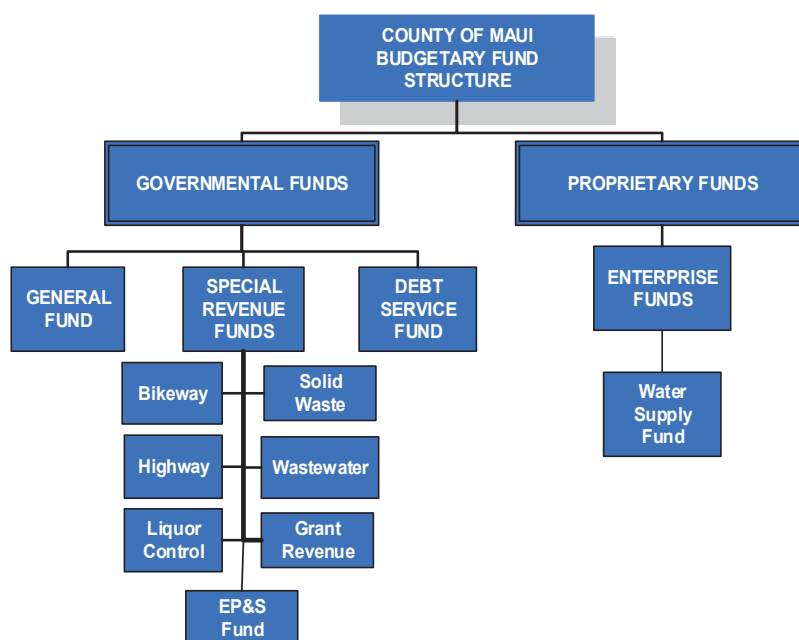 COUNTY OF MAUI
BUDGETARY FUND
STRUCTURE
GOVERNMENTAL FUNDS
PROPRIETARY FUNDS
GENERAL
FUND
SPECIAL
REVENUE
FUNDS
DEBT
SERVICE
FUND
ENTERPRISE
FUNDS
Bikeway
Solid
Waste
Water
Supply
Fund
Highway
Wastewater
Liquor
Control
Grant
Revenue
EP&S
Fund